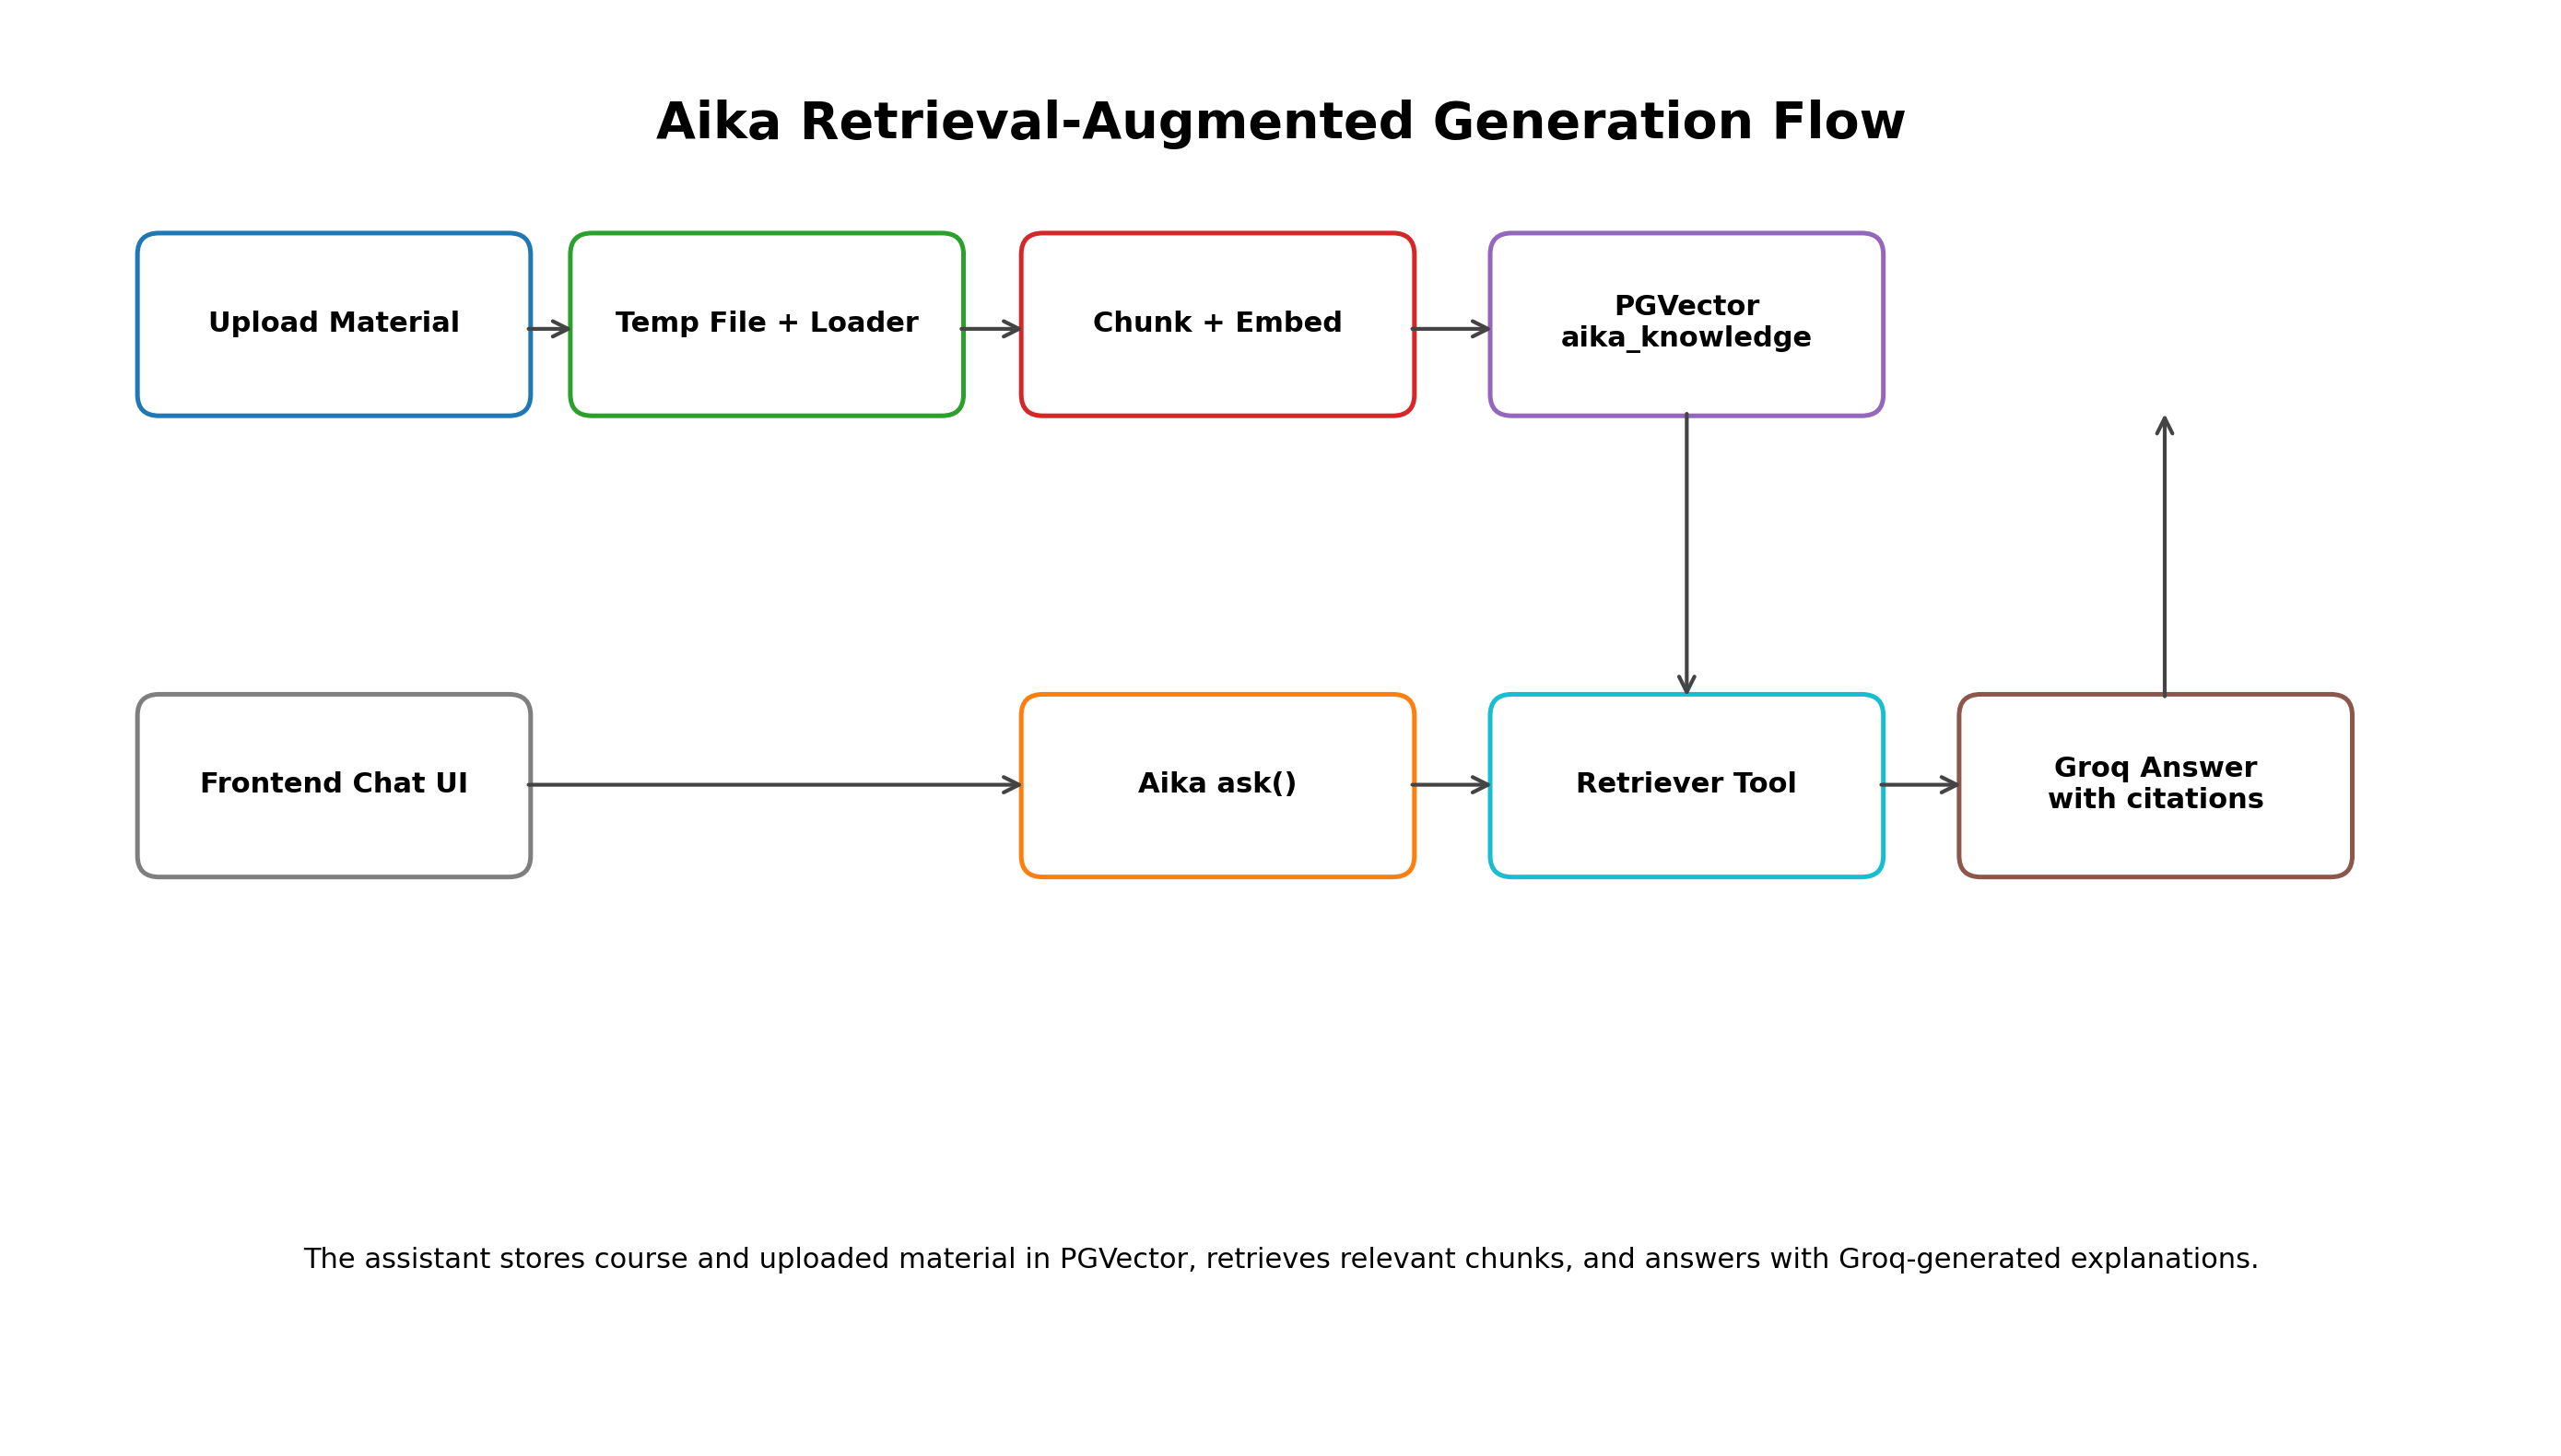 Aika Retrieval-Augmented Generation Flow
Upload Material
Temp File + Loader
Chunk + Embed
PGVector
aika_knowledge
Frontend Chat UI
Aika ask()
Retriever Tool
Groq Answer
with citations
The assistant stores course and uploaded material in PGVector, retrieves relevant chunks, and answers with Groq-generated explanations.